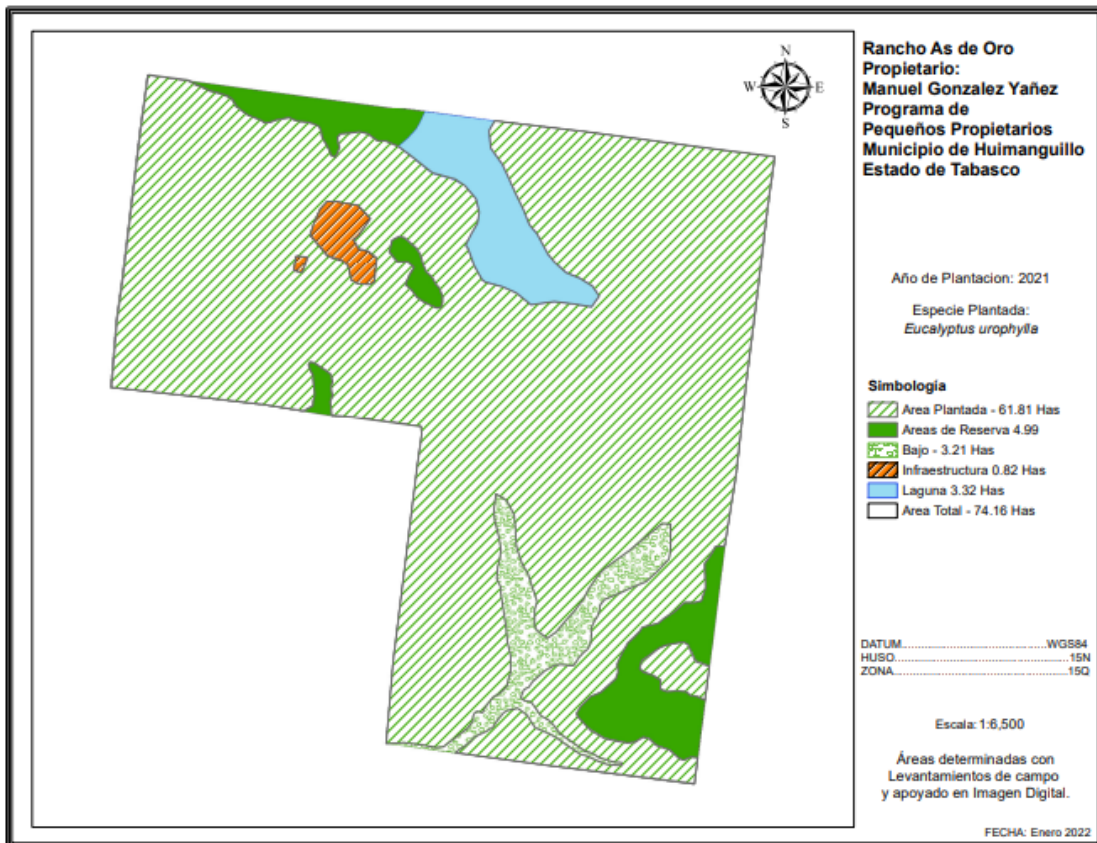 N
W E
S
Rancho As de Oro
Propietario:
Manuel Gonzalez Yañez
Programa de
Pequeños Propietarios
Municipio de Huimanguillo
Estado de Tabasco
Año de Plantacion: 2021
Especie Plantada:
Eucalyptus urophylla
Simbologia
Area Plantada - 61.81 Has
Areas de Reserva 4.99
Bajo - 3.21 Has
Infraestructura 0.82 Has
Laguna 3.32 Has
Area Total - 74.16 Has
DATUM..........................................WGS84
HUSO..................................................15N
ZONA..................................................15Q
Escala: 1:6,500
Áreas determinadas con
Levantamientos de campo
y apoyado en Imagen Digital.
FECHA: Enero 2022